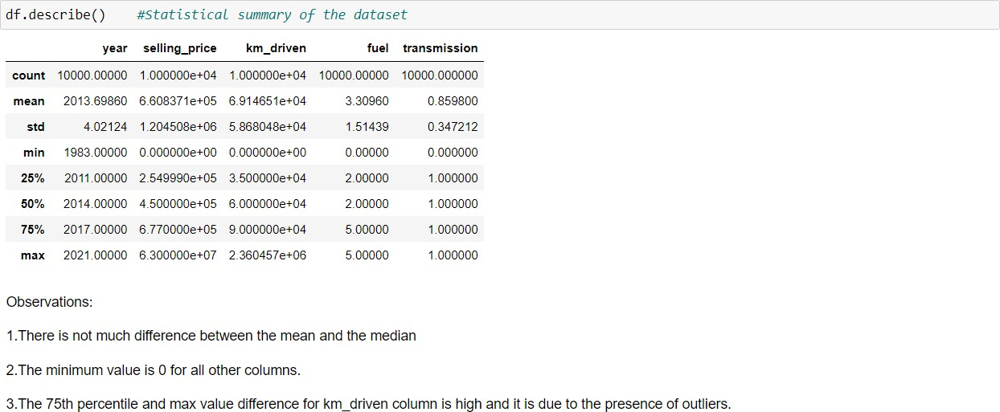 df.describe() #Statistical summary of the dataset
year selling_price km_driven fuel transmission
count 10000.00000 1.000000e+04 1.000000e+04 10000.00000 10000.000000
mean 2013.69860 6.608371e+05 6.914651e+04 3.30960 0.859800
std 4.02124 1.204508e+06 5.868048e+04 1.51439 0.347212
min 1983.00000 0.000000e+00 0.000000e+00 0.00000 0.000000
25% 2011.00000 2.549990e+05 3.500000e+04 2.00000 1.000000
50% 2014.00000 4.500000e+05 6.000000e+04 2.00000 1.000000
75% 2017.00000 6.770000e+05 9.000000e+04 5.00000 1.000000
max 2021.00000 6.300000e+07 2.360457e+06 5.00000 1.000000
Observations:
1.There is not much difference between the mean and the median
2.The minimum value is 0 for all other columns.
3.The 75th percentile and max value difference for km_driven column is high and it is due to the presence of outliers.